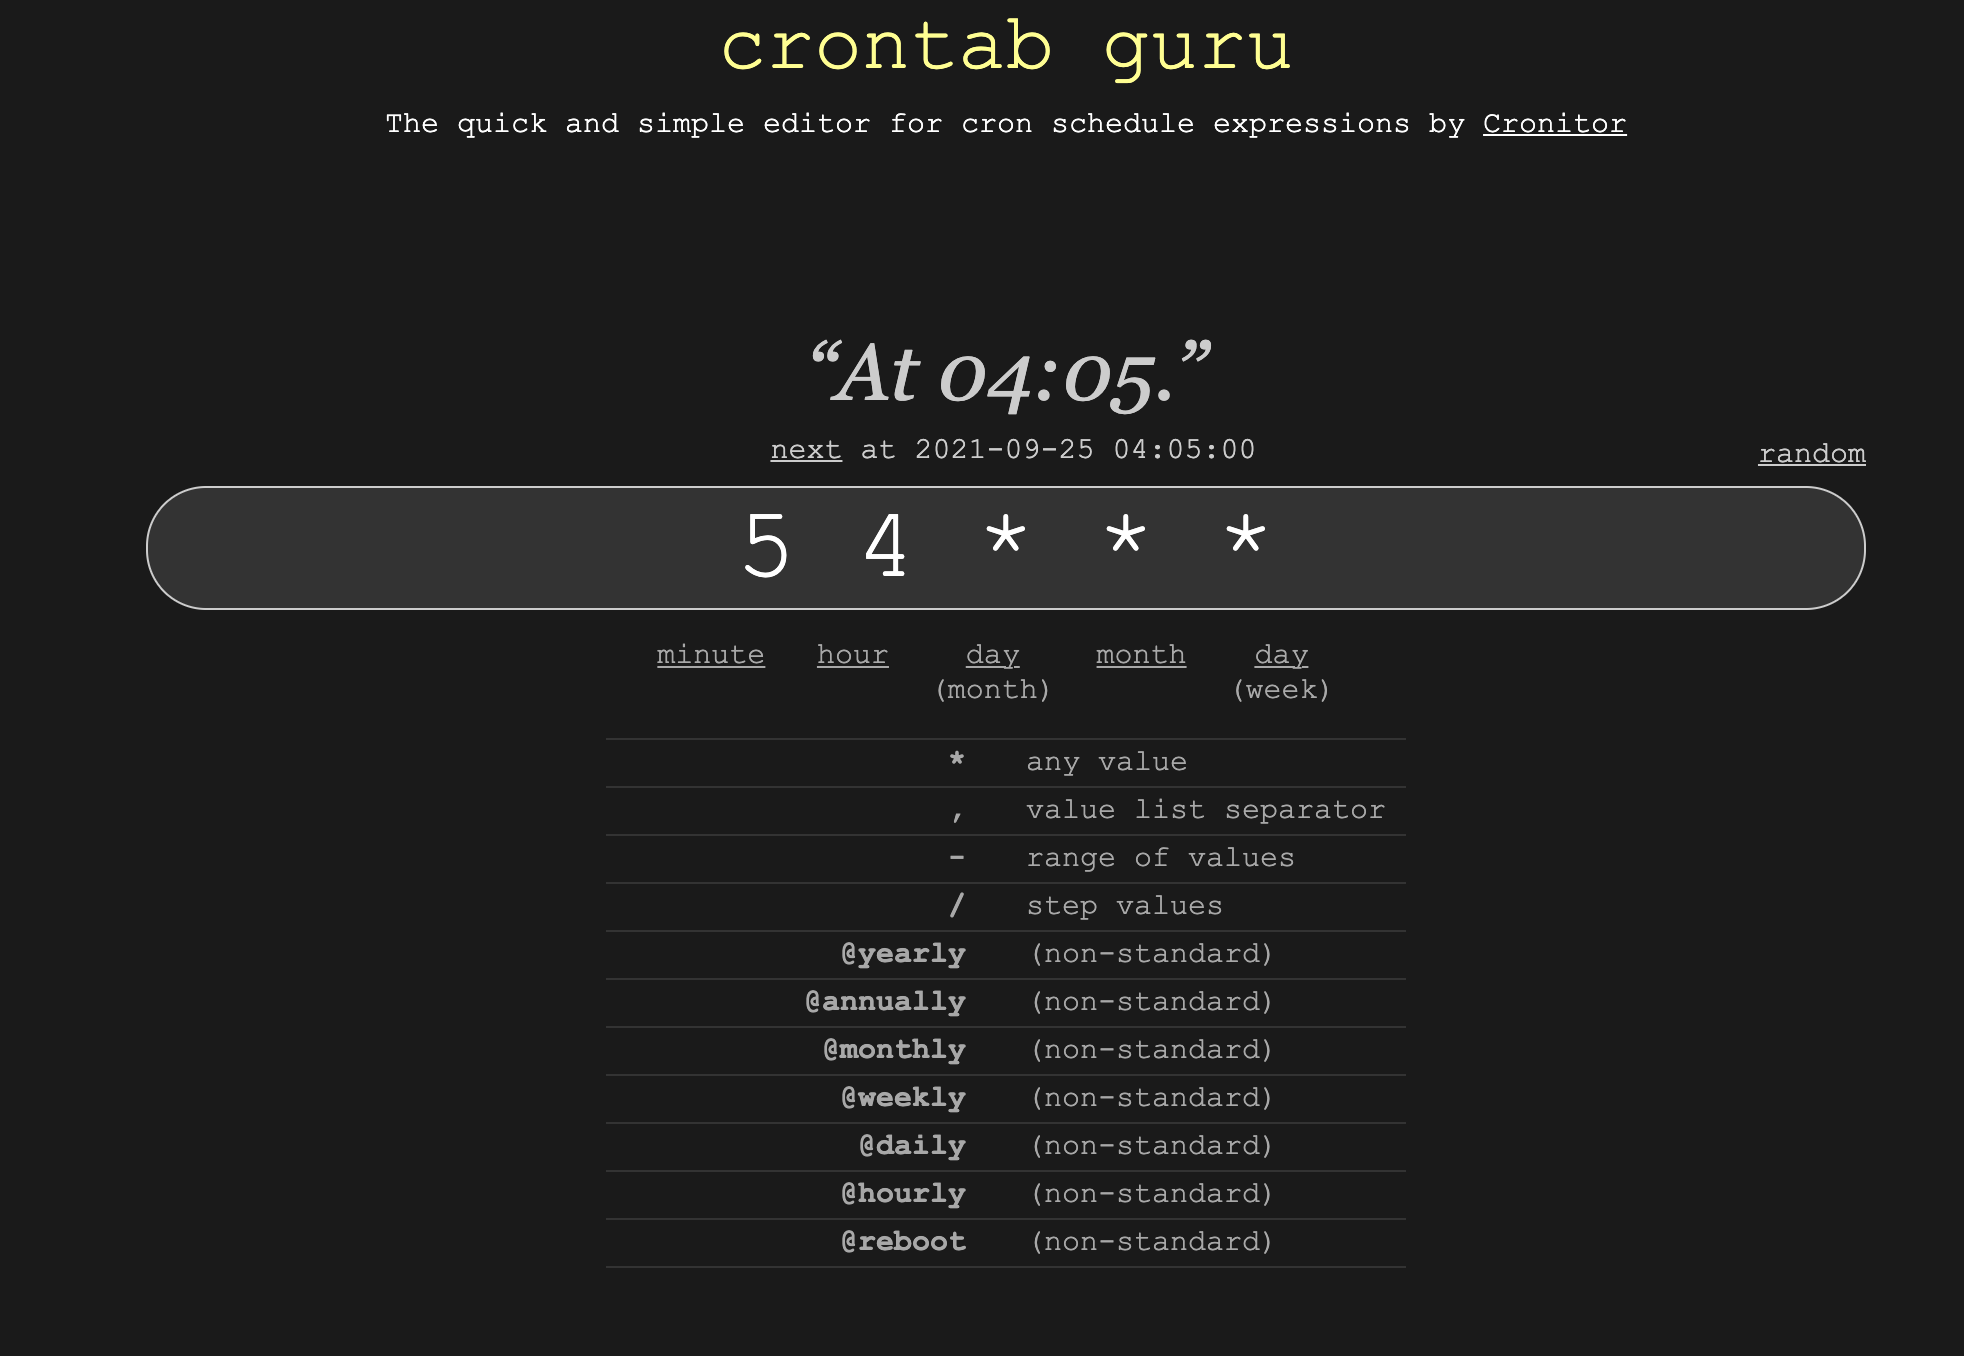 crontab guru
The quick and simple editor for cron schedule expressions by Cronitor
“At 04:05.”
next at 2021-09-25 04:05:00
random
5 4 * * *
minute hour day month day
(month) (week)
* any value
, value list separator
- range of values
/ step values
@yearly (non-standard)
@annually (non-standard)
@monthly (non-standard)
@weekly (non-standard)
@daily (non-standard)
@hourly (non-standard)
@reboot (non-standard)